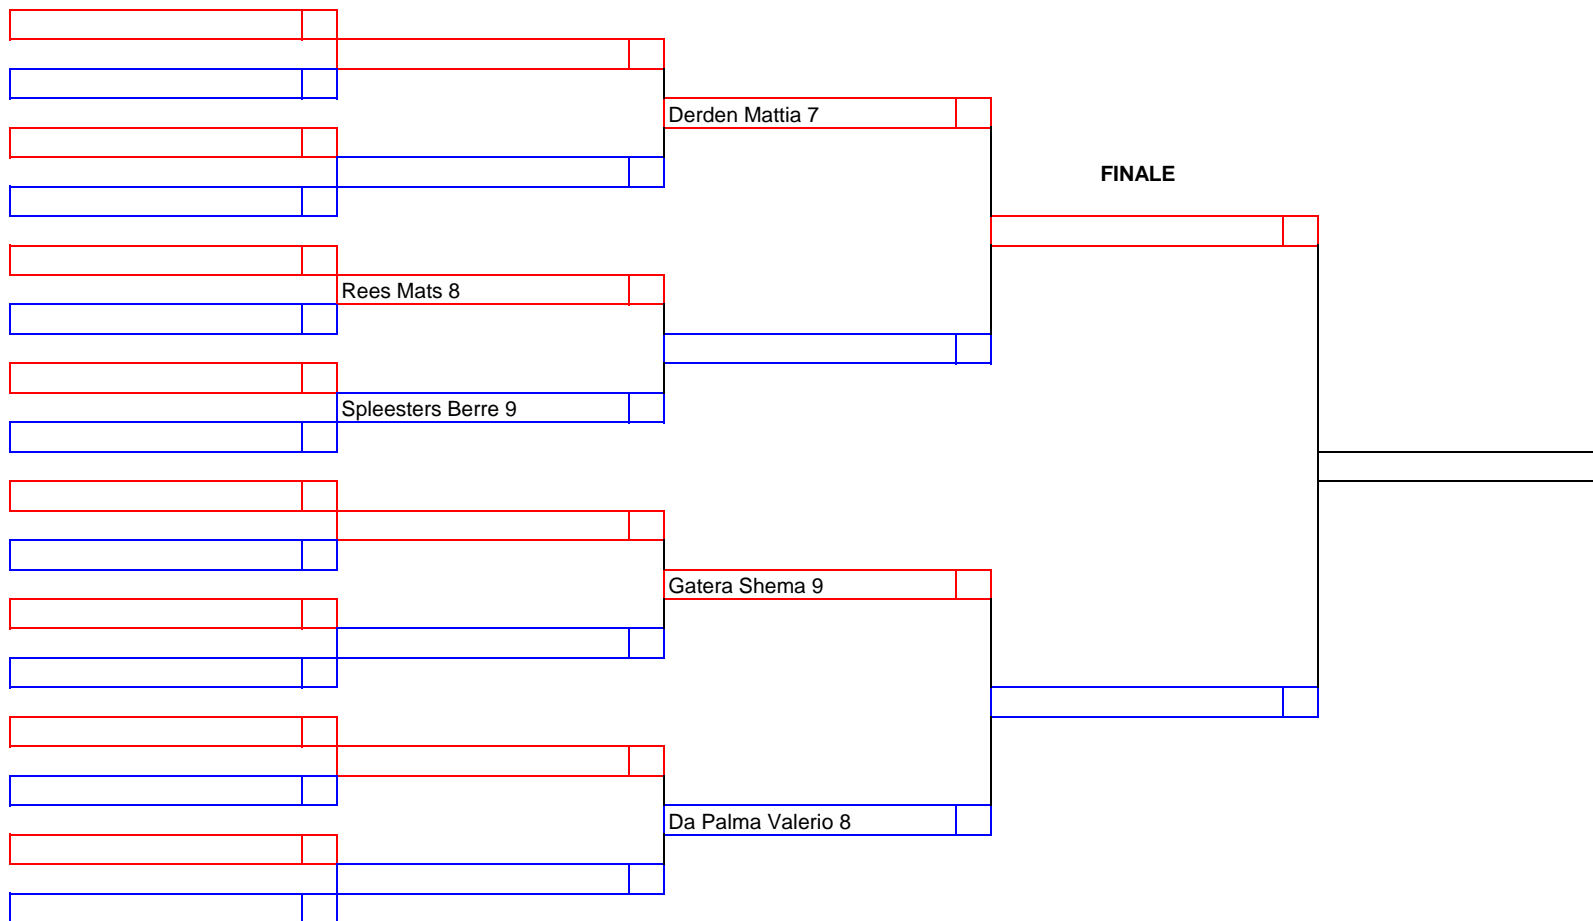 Derden Mattia 7
FINALE
Rees Mats 8
Spleesters Berre 9
Gatera Shema 9
Da Palma Valerio 8